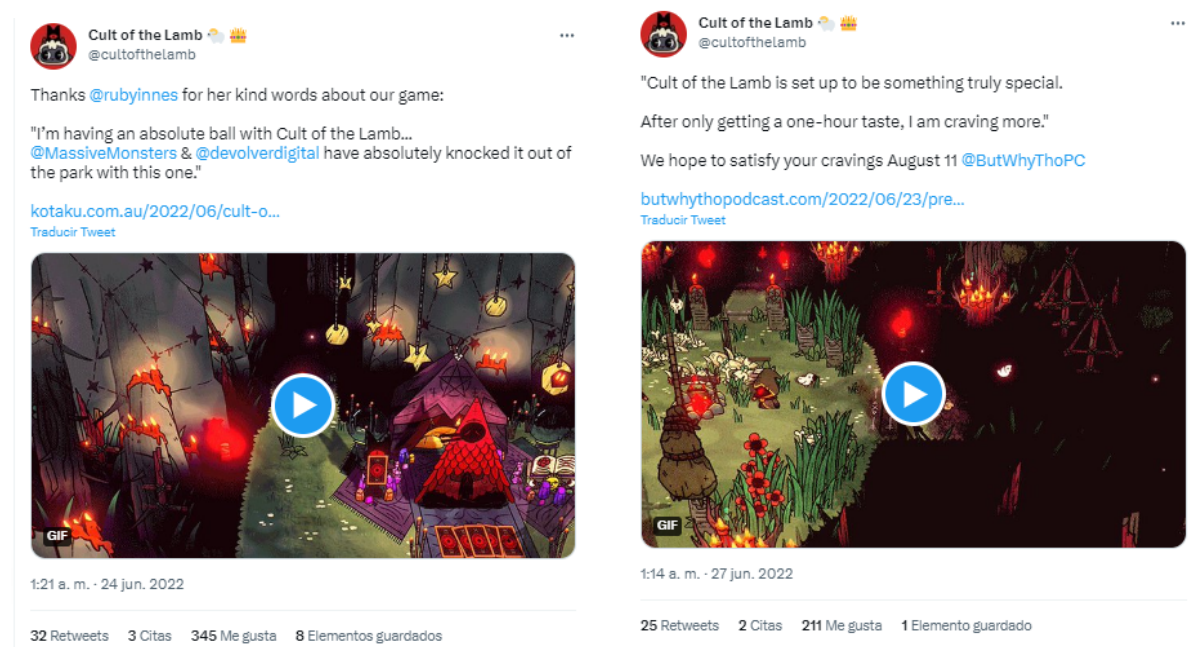 Cult of the Lamb
@cultofthelamb
Thanks @rubyinnes for her kind words about our game:
"I'm having an absolute ball with Cult of the Lamb...
@MassiveMonsters & @devolverdigital have absolutely knocked it out of
the park with this one."
kotaku.com.au/2022/06/cult-o...
Traducir Tweet
GIF
1:21 a. m. · 24 jun. 2022
32 Retweets 3 Citas 345 Me gusta 8 Elementos guardados
Cult of the Lamb
@cultofthelamb
"Cult of the Lamb is set up to be something truly special.
After only getting a one-hour taste, I am craving more."
We hope to satisfy your cravings August 11 @ButWhyThoPC
butwhythopodcast.com/2022/06/23/pre...
Traducir Tweet
GIF
1:14 a. m. · 27 jun. 2022
25 Retweets 2 Citas 211 Me gusta 1 Elemento guardado